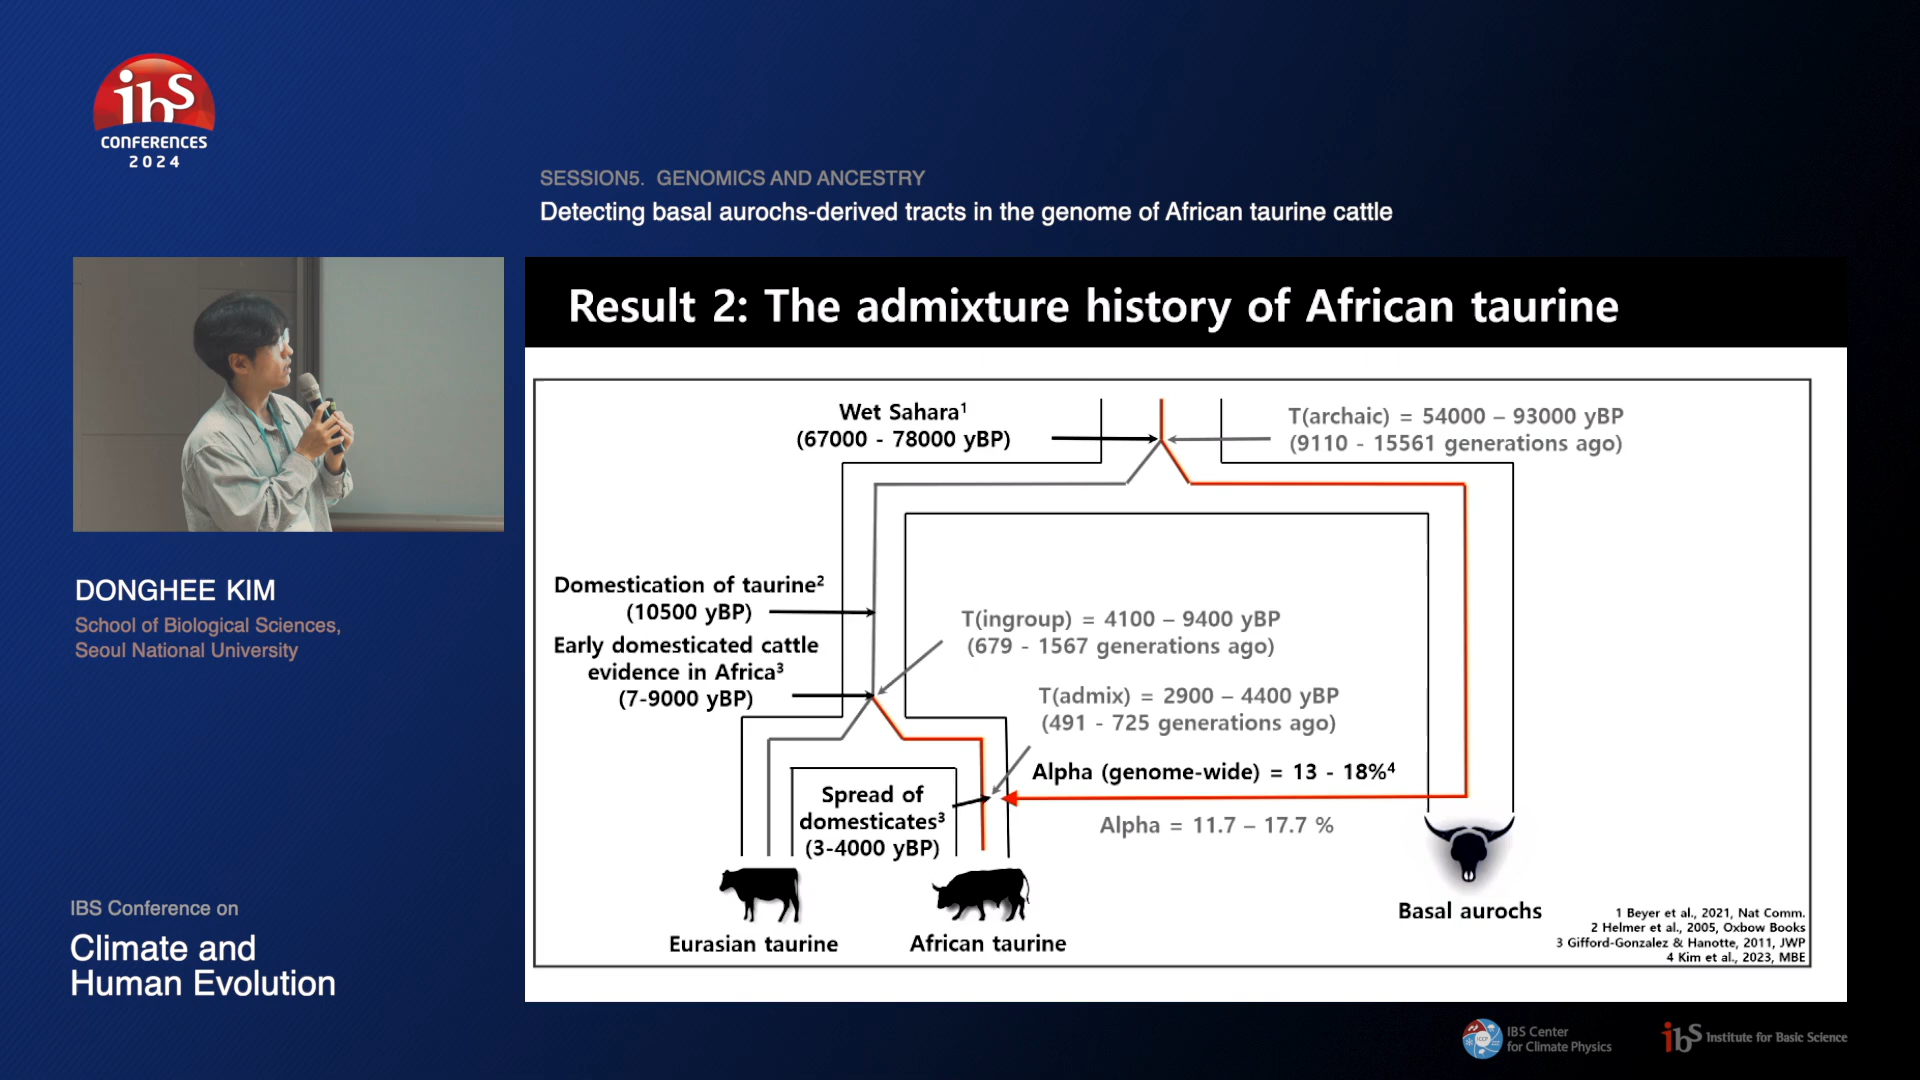 ibS
CONFERENCES
2024
SESSION5. GENOMICS AND ANCESTRY
Detecting basal aurochs-derived tracts in the genome of African taurine cattle
Result 2: The admixture history of African taurine
Wet Sahara¹
(67000 - 78000 yBP)
T(archaic) = 54000 – 93000 yBP
(9110 - 15561 generations ago)
Domestication of taurine²
(10500 yBP)
Early domesticated cattle
evidence in Africa³
(7-9000 yBP)
T(ingroup) = 4100 – 9400 yBP
(679 - 1567 generations ago)
T(admix) = 2900 – 4400 yBP
(491 - 725 generations ago)
Alpha (genome-wide) = 13 - 18%⁴
Alpha = 11.7 – 17.7 %
Spread of
domesticates³
(3-4000 yBP)
Eurasian taurine
African taurine
Basal aurochs
1 Beyer et al., 2021, Nat Comm.
2 Helmer et al., 2005, Oxbow Books
3 Gifford-Gonzalez & Hanotte, 2011, JWP
4 Kim et al., 2023, MBE
DONGHEE KIM
School of Biological Sciences,
Seoul National University
IBS Conference on
Climate and
Human Evolution
IBS Center
for Climate Physics
ibS Institute for Basic Science